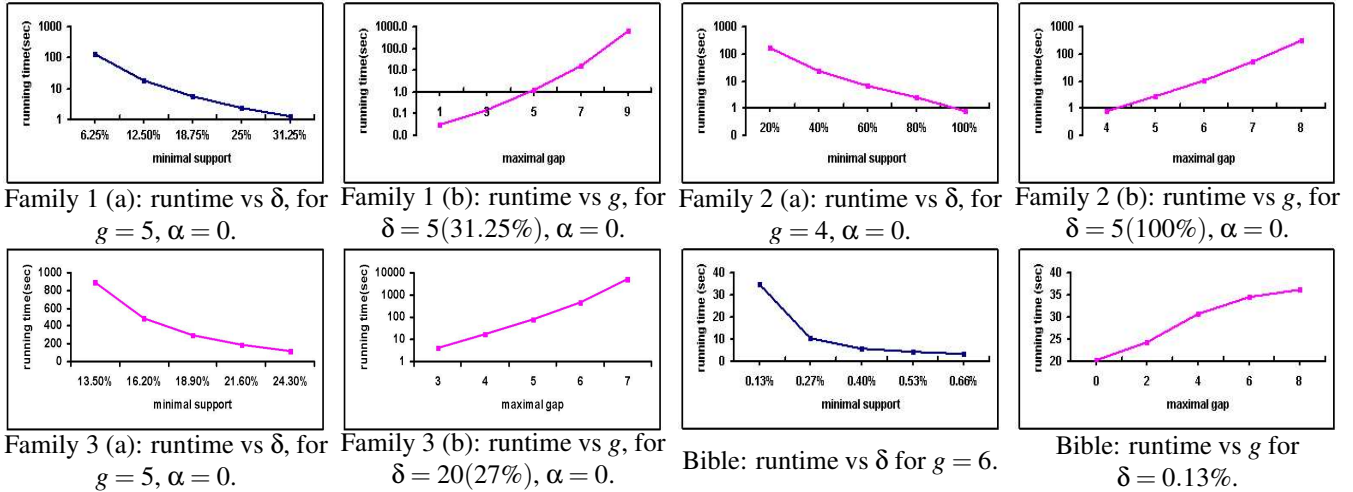 running time(sec)
1000
100
10
1
6.25% 12.50% 18.75% 25% 31.25%
minimal support
Family 1 (a): runtime vs δ, for
g = 5, α = 0.
running time(sec)
1000.0
100.0
10.0
1.0
0.1
0.0
1 3 5 7 9
maximal gap
Family 1 (b): runtime vs g, for
δ = 5(31.25%), α = 0.
running time(sec)
1000
100
10
1
0
20% 40% 60% 80% 100%
minimal support
Family 2 (a): runtime vs δ, for
g = 4, α = 0.
running time(sec)
1000
100
10
1
0
4 5 6 7 8
maximal gap
Family 2 (b): runtime vs g, for
δ = 5(100%), α = 0.
running time(sec)
1000
800
600
400
200
0
13.50% 16.20% 18.90% 21.60% 24.30%
minimal support
Family 3 (a): runtime vs δ, for
g = 5, α = 0.
running time(sec)
10000
1000
100
10
1
3 4 5 6 7
maximal gap
Family 3 (b): runtime vs g, for
δ = 20(27%), α = 0.
running time (sec)
40
30
20
10
0
0.13% 0.27% 0.40% 0.53% 0.66%
minimal support
Bible: runtime vs δ for g = 6.
running time (sec)
40
35
30
25
20
0 2 4 6 8
maximal gap
Bible: runtime vs g for
δ = 0.13%.